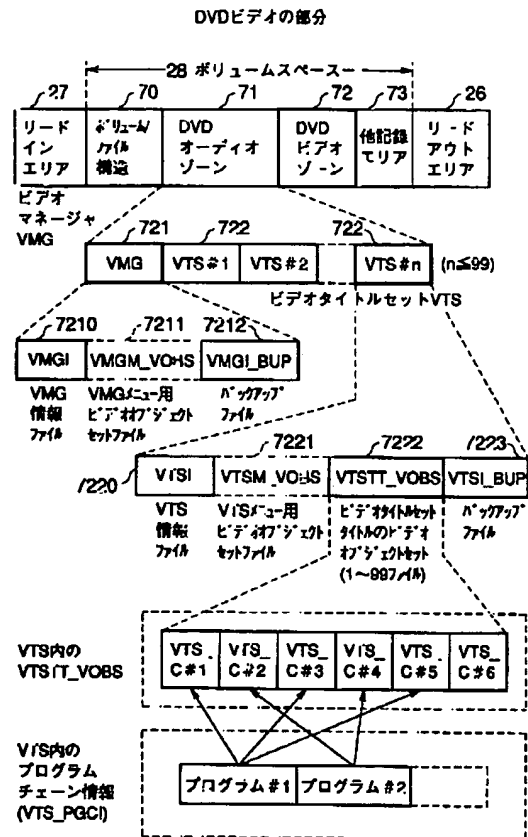 DVDビデオの部分
28 ボリュームスペース
27 70 71 72 73 26
リード
イン
エリア
ボリューム/
ファイル
構造
DVD
オーディオ
ゾーン
DVD
ビデオ
ゾーン
他記録
エリア
リード
アウト
エリア
ビデオ
マネージャ
VMG
721 722 722
VMG VTS#1 VTS#2 VTS#n (n≦99)
ビデオタイトルセットVTS
7210 7211 7212
VMGI VMGM_VOBS VMGI_BUP
VMG
情報
ファイル
VMGメニュー用
ビデオオブジェクト
セットファイル
バックアップ
ファイル
7220 7221 7222 7223
VTSI VTSM_VOBS VTSTT_VOBS VTSI_BUP
VTS
情報
ファイル
VTSメニュー用
ビデオオブジェクト
セットファイル
ビデオタイトルセット
タイトルのビデオ
オブジェクトセット
(1〜99ファイル)
バックアップ
ファイル
VTS内の
VTSTT_VOBS
VTS_
C#1
VTS_
C#2
VTS_
C#3
VTS_
C#4
VTS_
C#5
VTS_
C#6
VTS内の
プログラム
チェーン情報
(VTS_PGCI)
プログラム#1 プログラム#2